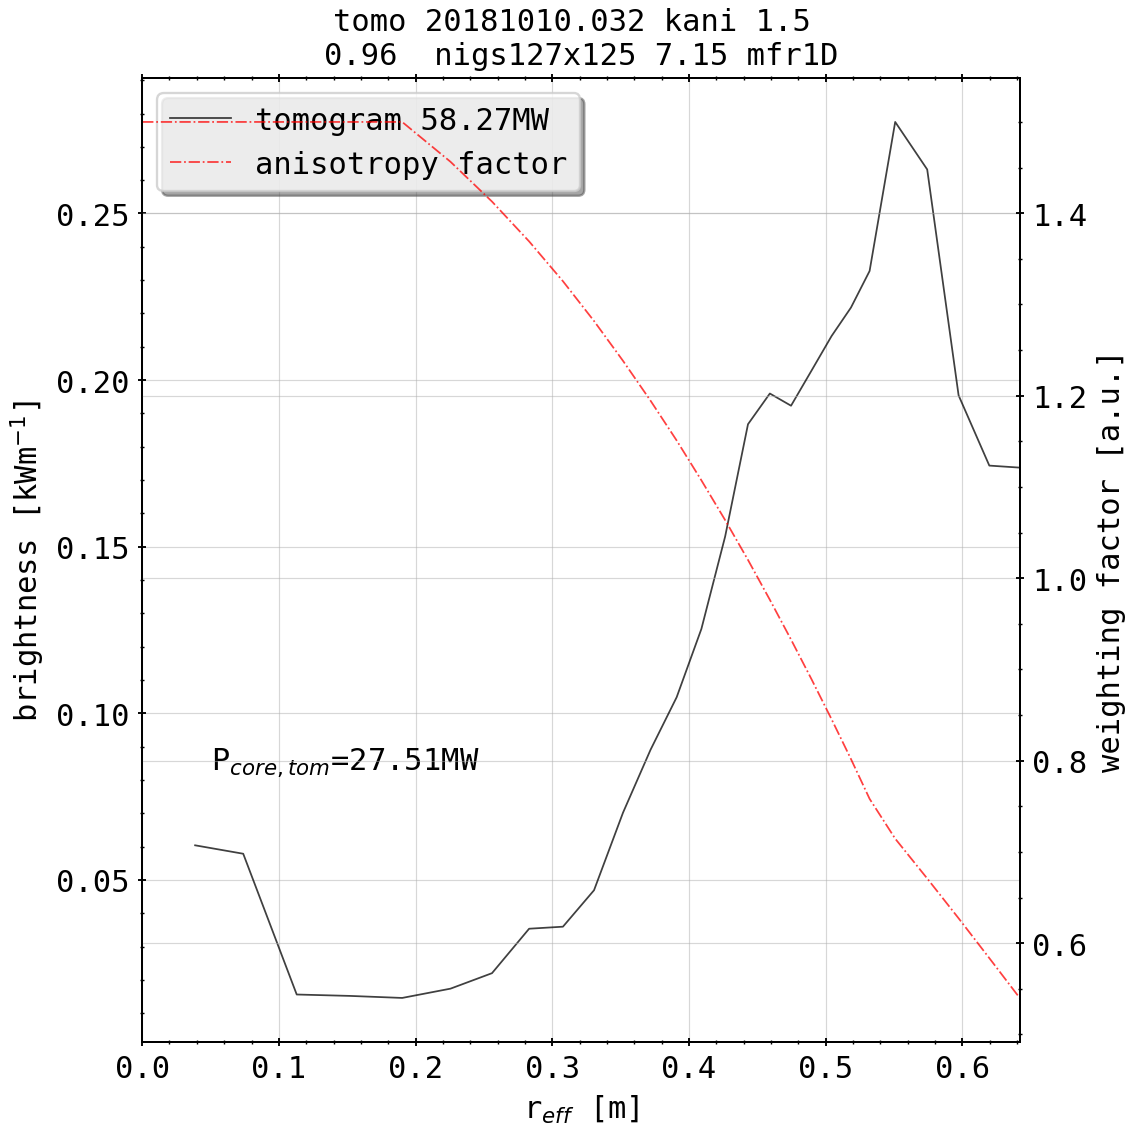 tomo 20181010.032 kani 1.5
0.96  nigs127x125 7.15 mfr1D
tomogram 58.27MW
anisotropy factor
0.25
0.20
0.15
0.10
0.05
brightness [kWm⁻¹]
P_core,tom=27.51MW
1.4
1.2
1.0
0.8
0.6
weighting factor [a.u.]
0.0 0.1 0.2 0.3 0.4 0.5 0.6
r_eff [m]